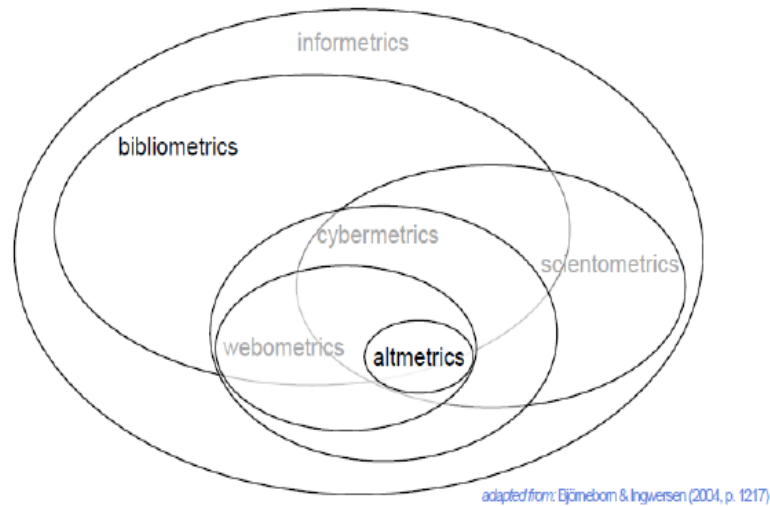 informetrics
bibliometrics
cybermetrics
scientometrics
webometrics
altmetrics
adapted from: Björneborn & Ingwersen (2004, p. 1217)